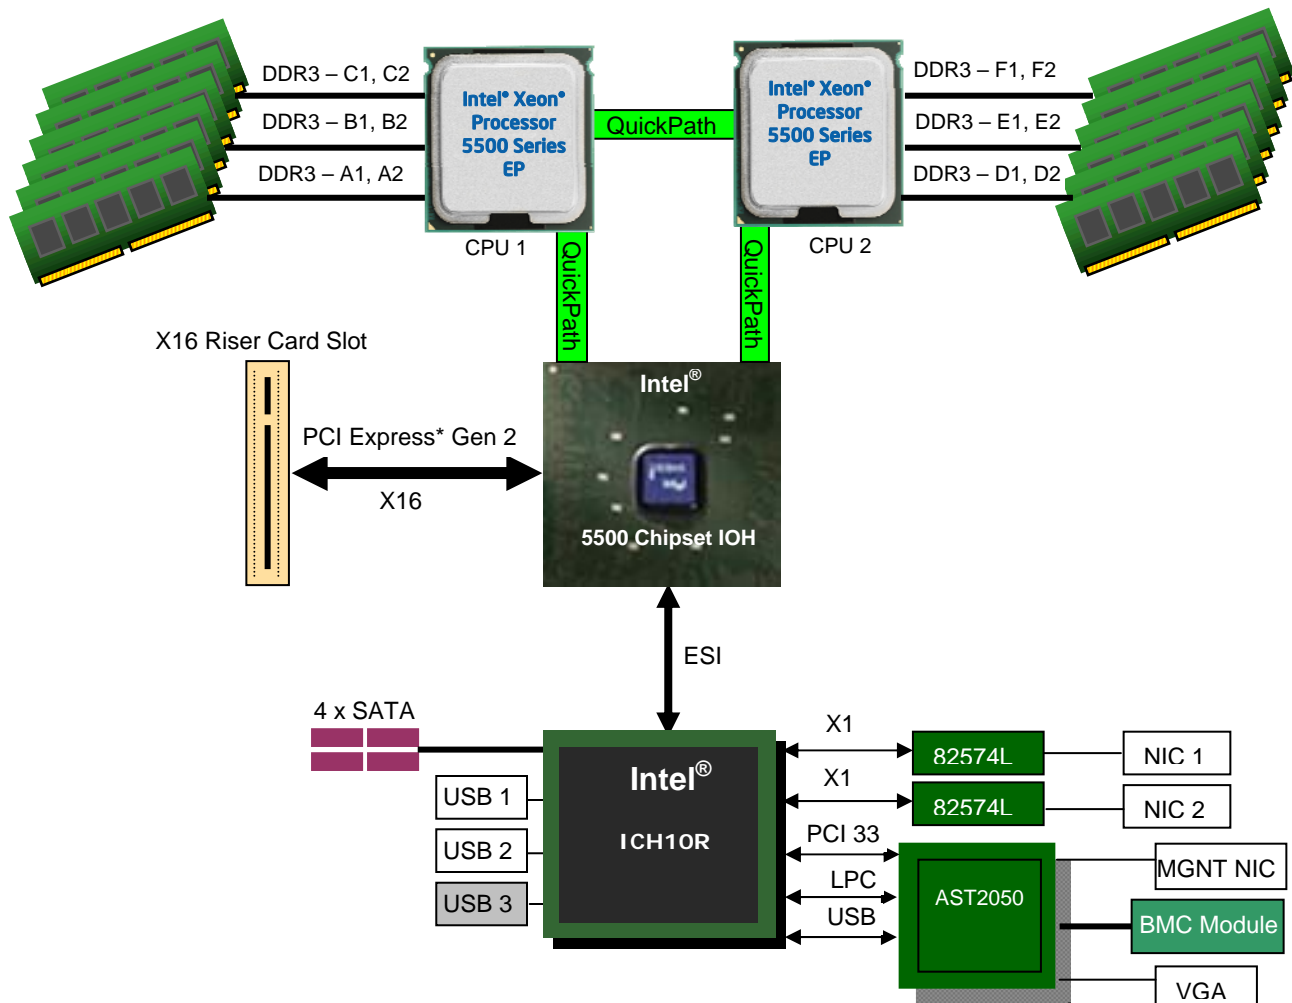 DDR3 – C1, C2
DDR3 – B1, B2
DDR3 – A1, A2
Intel® Xeon®
Processor
5500 Series
EP
CPU 1
QuickPath
Intel® Xeon®
Processor
5500 Series
EP
CPU 2
DDR3 – F1, F2
DDR3 – E1, E2
DDR3 – D1, D2
QuickPath
QuickPath
X16 Riser Card Slot
PCI Express* Gen 2
X16
Intel®
5500 Chipset IOH
ESI
4 x SATA
USB 1
USB 2
USB 3
Intel®
ICH10R
X1
82574L
NIC 1
X1
82574L
NIC 2
PCI 33
LPC
USB
AST2050
MGNT NIC
BMC Module
VGA